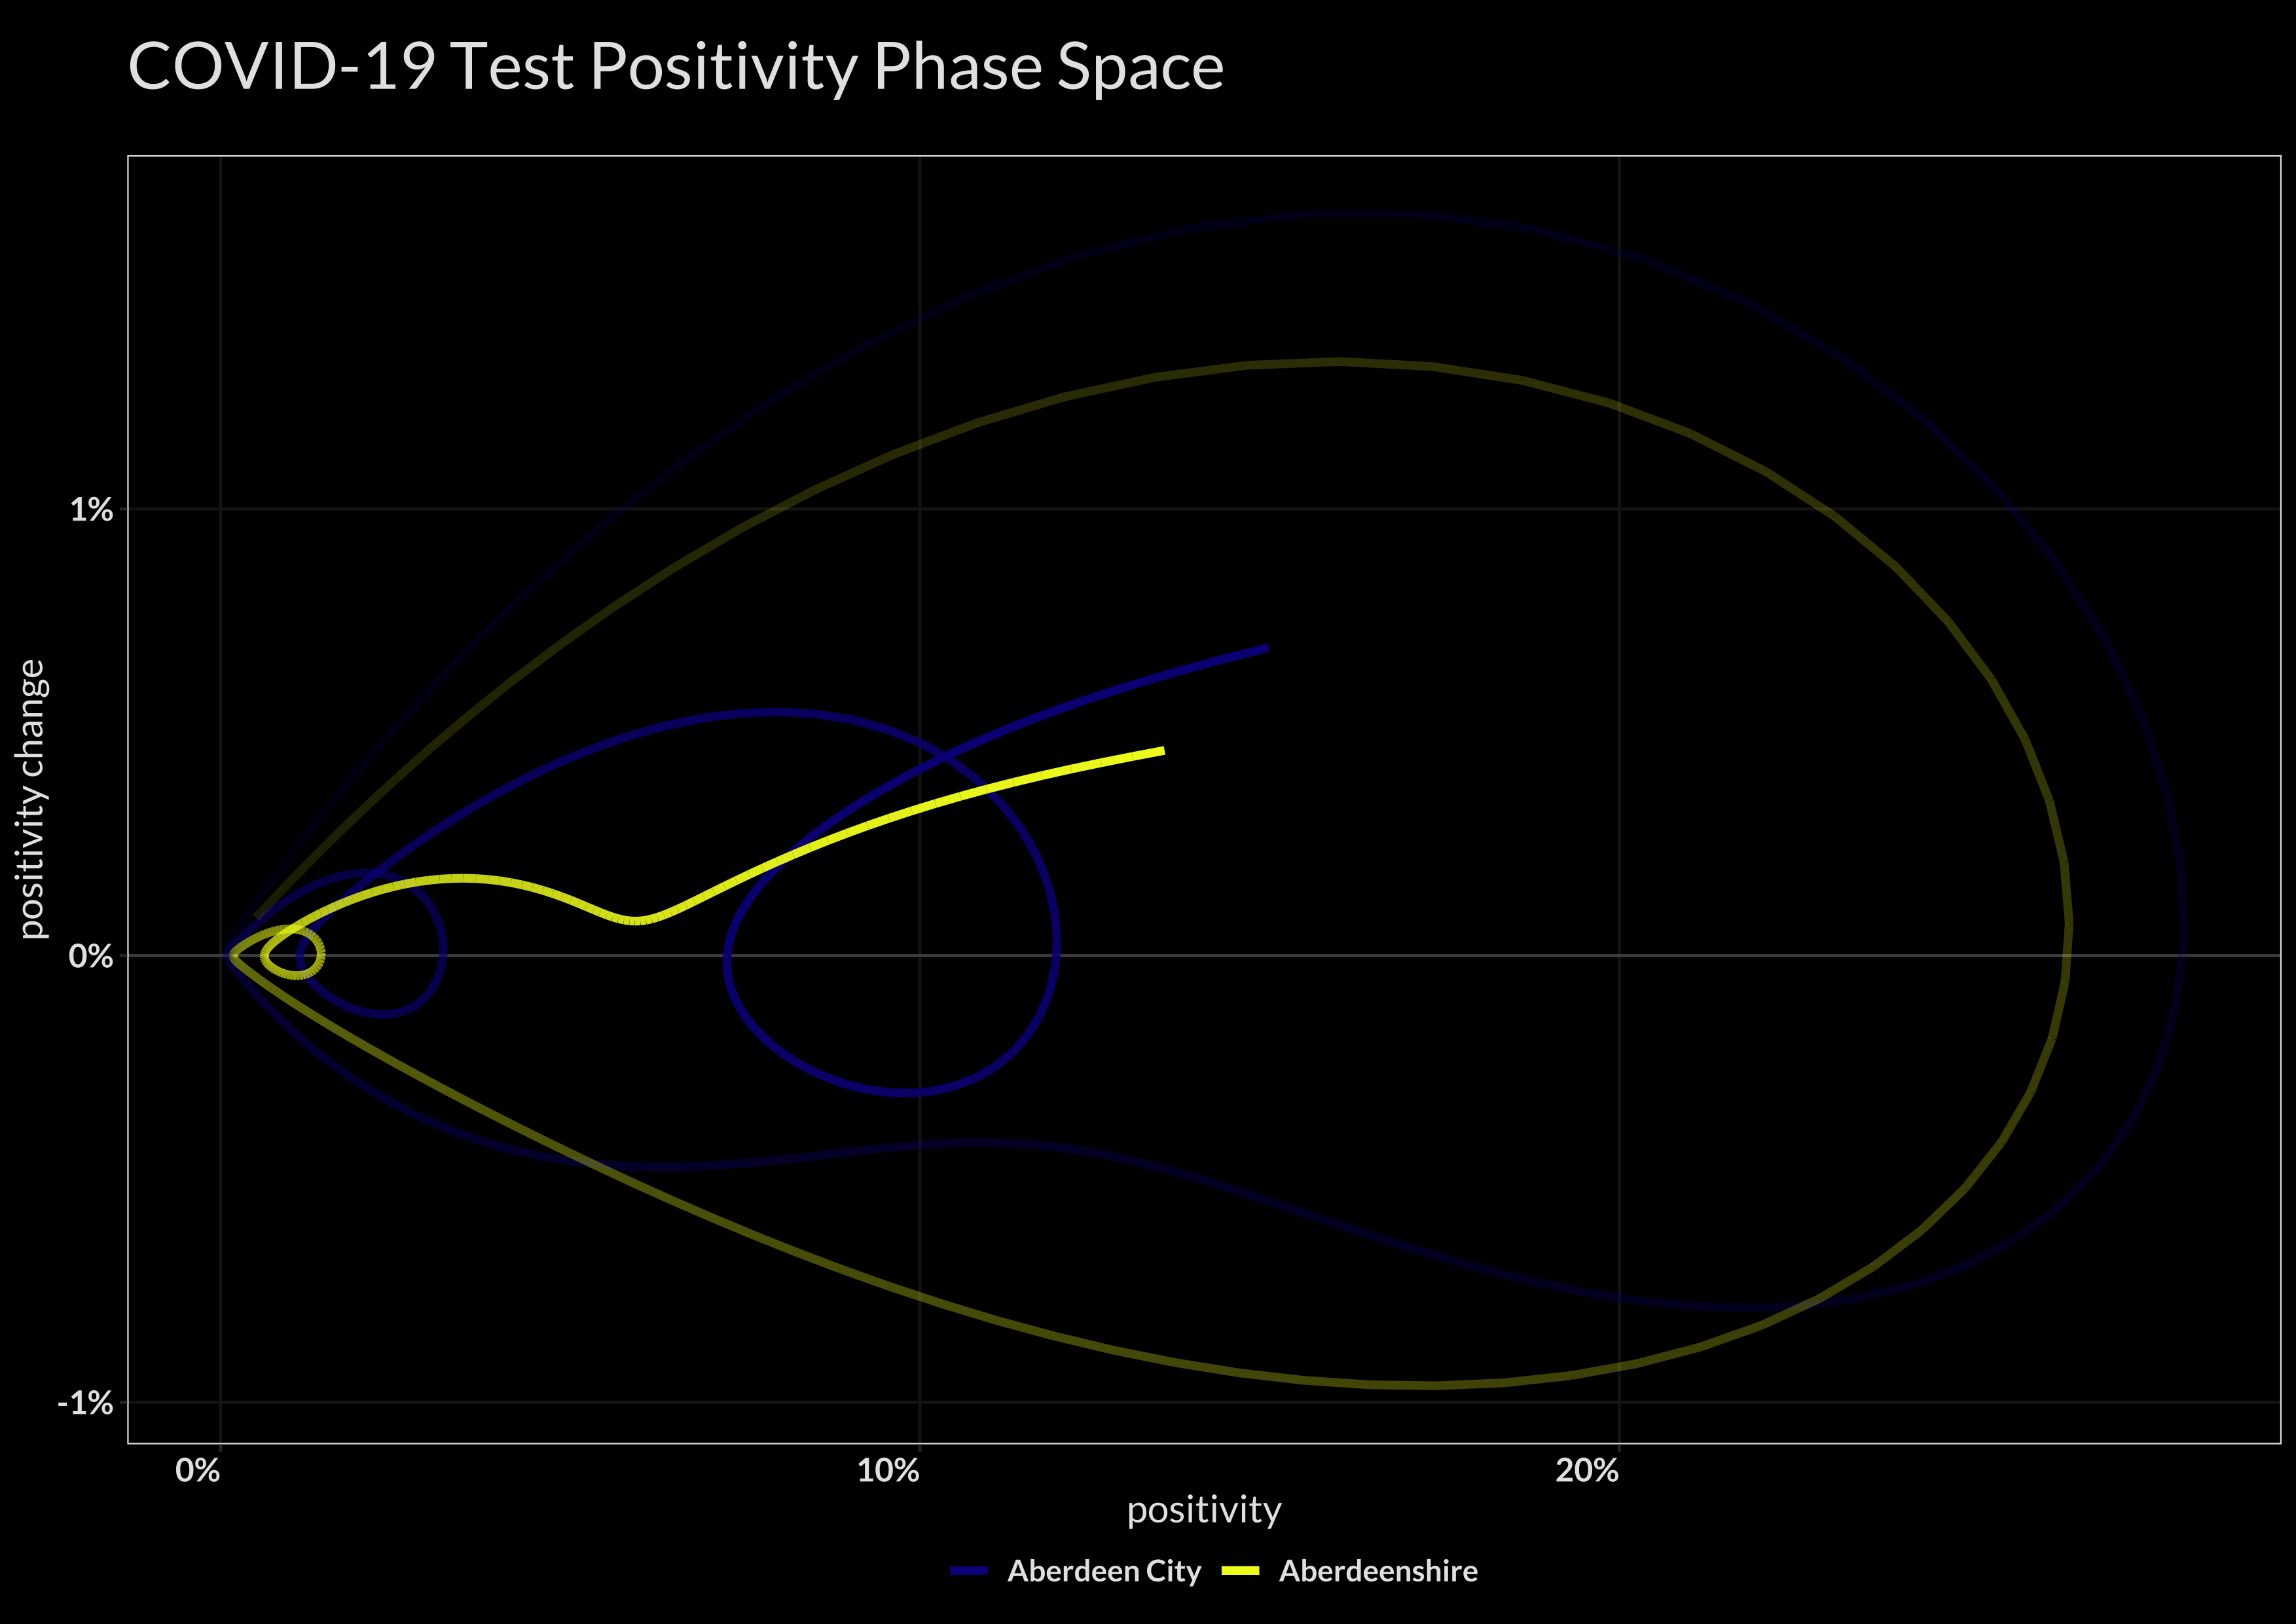 COVID-19 Test Positivity Phase Space
positivity change
1%
0%
-1%
0%
10%
20%
positivity
Aberdeen City
Aberdeenshire